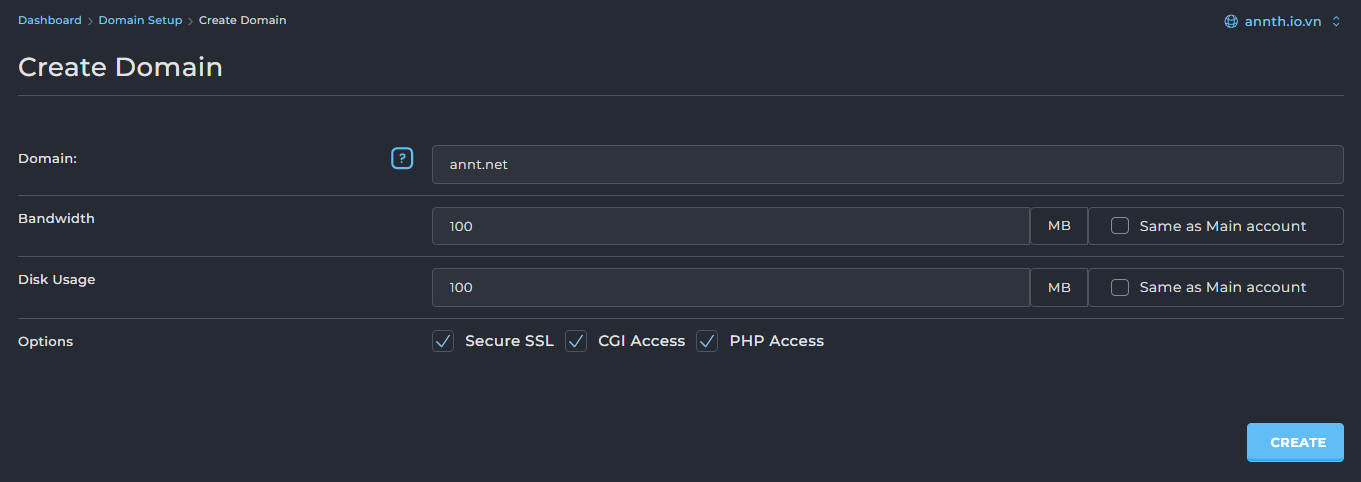 Dashboard > Domain Setup > Create Domain
annth.io.vn
Create Domain
Domain: ? annt.net
Bandwidth 100 MB Same as Main account
Disk Usage 100 MB Same as Main account
Options Secure SSL CGI Access PHP Access
CREATE